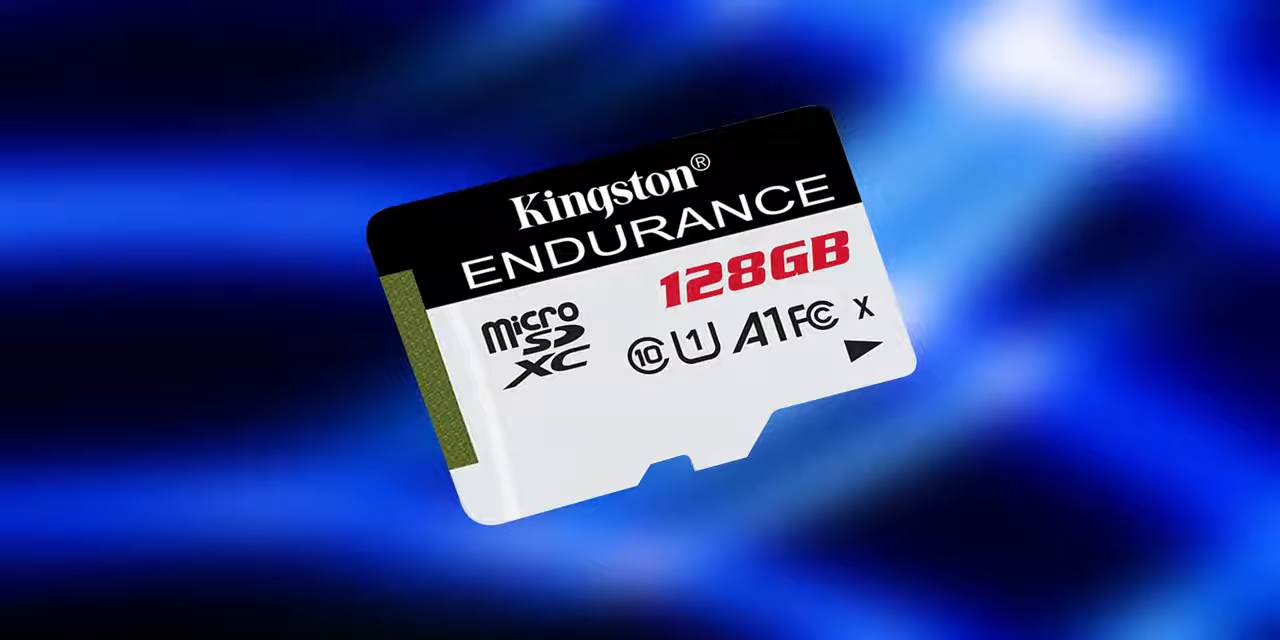 Kingston®
ENDURANCE
128GB
micro
SD
XC
10 U1 A1 FC X